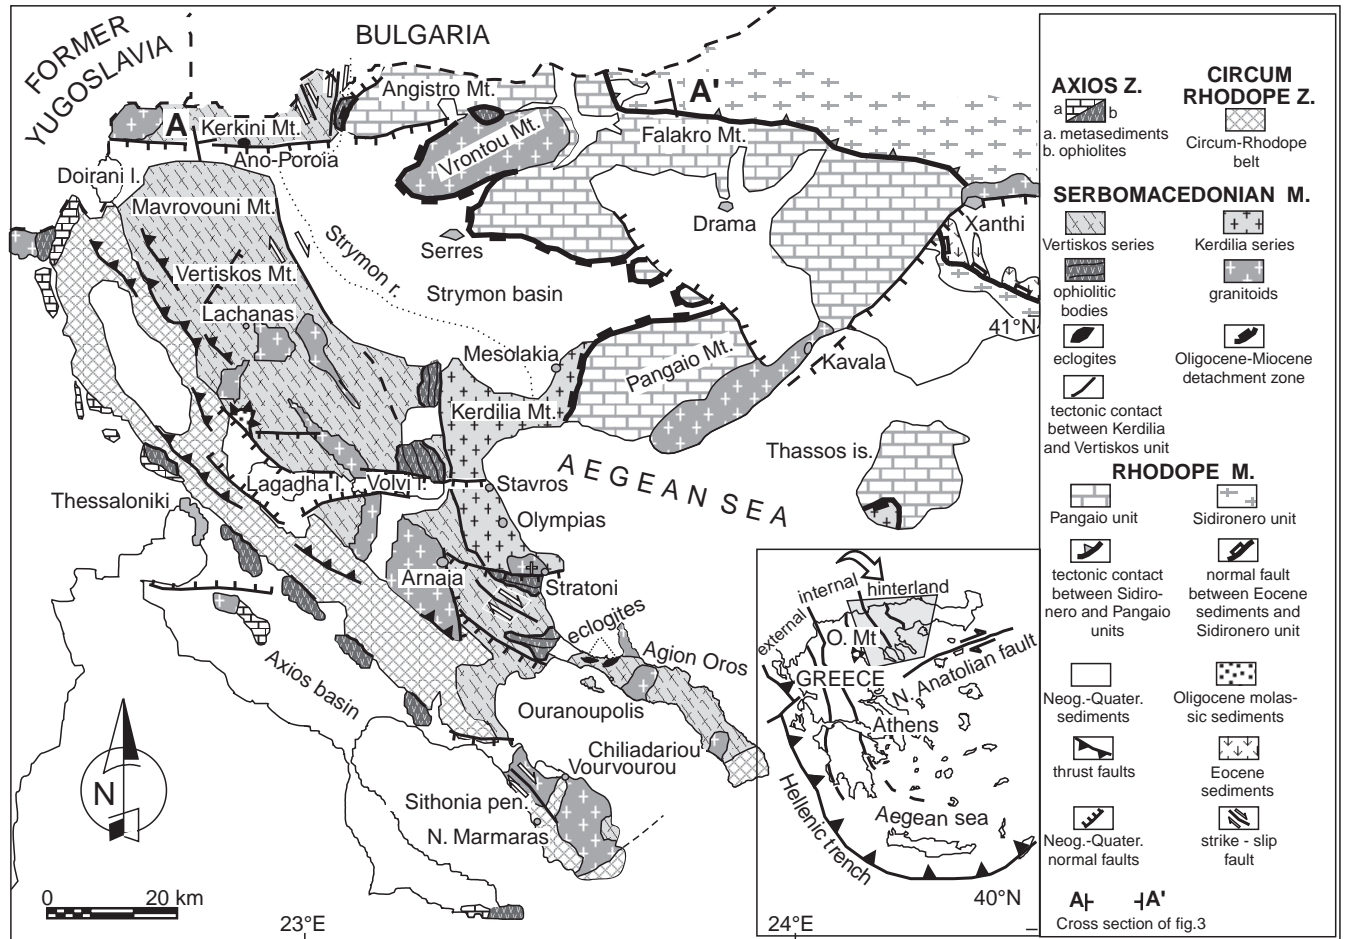 FORMER
YUGOSLAVIA
BULGARIA
Angistro Mt.
A'
A
Kerkini Mt.
Vrontou Mt.
Falakro Mt.
Ano-Poroia
Doirani l.
Mavrovouni Mt.
Drama
Xanthi
Serres
Strymon r.
Vertiskos Mt.
Strymon basin
Lachanas
41°N
Mesolakia
Pangaio Mt.
Kavala
Kerdilia Mt.
Thassos is.
AEGEAN SEA
Lagadha l.
Volvi l.
Stavros
Thessaloniki
Olympias
Arnaja
Stratoni
eclogites
Agion Oros
Axios basin
Ouranoupolis
Chiliadariou
Vourvourou
Sithonia pen.
N. Marmaras
N
0
20 km
23°E
24°E
40°N
internal
hinterland
external
O. Mt
GREECE
N. Anatolian fault
Athens
Hellenic trench
Aegean sea
AXIOS Z.
a
b
a. metasediments
b. ophiolites
CIRCUM
RHODOPE Z.
Circum-Rhodope
belt
SERBOMACEDONIAN M.
Vertiskos series
Kerdilia series
ophiolitic
bodies
granitoids
eclogites
Oligocene-Miocene
detachment zone
tectonic contact
between Kerdilia
and Vertiskos unit
RHODOPE M.
Pangaio unit
Sidironero unit
tectonic contact
between Sidiro-
nero and Pangaio
units
normal fault
between Eocene
sediments and
Sidironero unit
Neog.-Quater.
sediments
Oligocene molas-
sic sediments
thrust faults
Eocene
sediments
Neog.-Quater.
normal faults
strike - slip
fault
A
A'
Cross section of fig.3